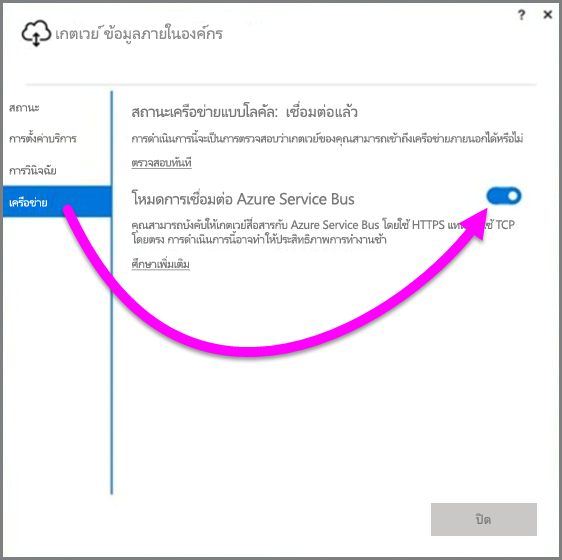 ? ×
เกตเวย์ ข้อมูลภายในองค์กร
สถานะ
การตั้งค่าบริการ
การวินิจฉัย
เครือข่าย
สถานะเครือข่ายแบบโลคัล: เชื่อมต่อแล้ว
การดำเนินการนี้จะเป็นการตรวจสอบว่าเกตเวย์ของคุณสามารถเข้าถึงเครือข่ายภายนอกได้หรือไม่
ตรวจสอบทันที
โหมดการเชื่อมต่อ Azure Service Bus
คุณสามารถบังคับให้เกตเวย์สื่อสารกับ Azure Service Bus โดยใช้ HTTPS TCP
โดยตรง การดำเนินการนี้อาจทำให้ประสิทธิภาพการทำงานช้า
ศึกษาเพิ่มเติม
ปิด